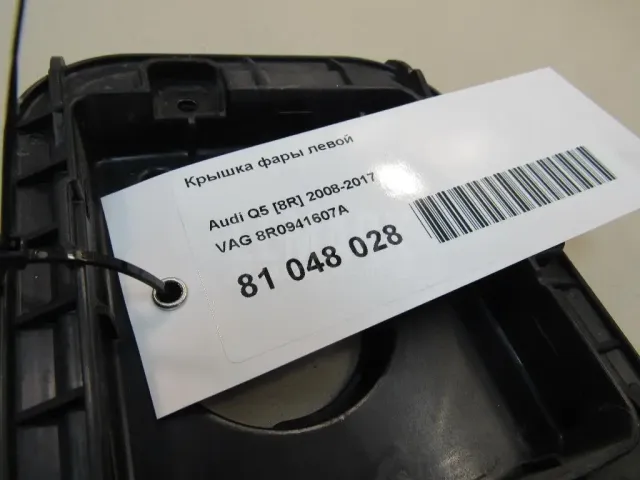 Крышка фары левой
Audi Q5 [8R] 2008-2017
VAG 8R0941607A
81 048 028